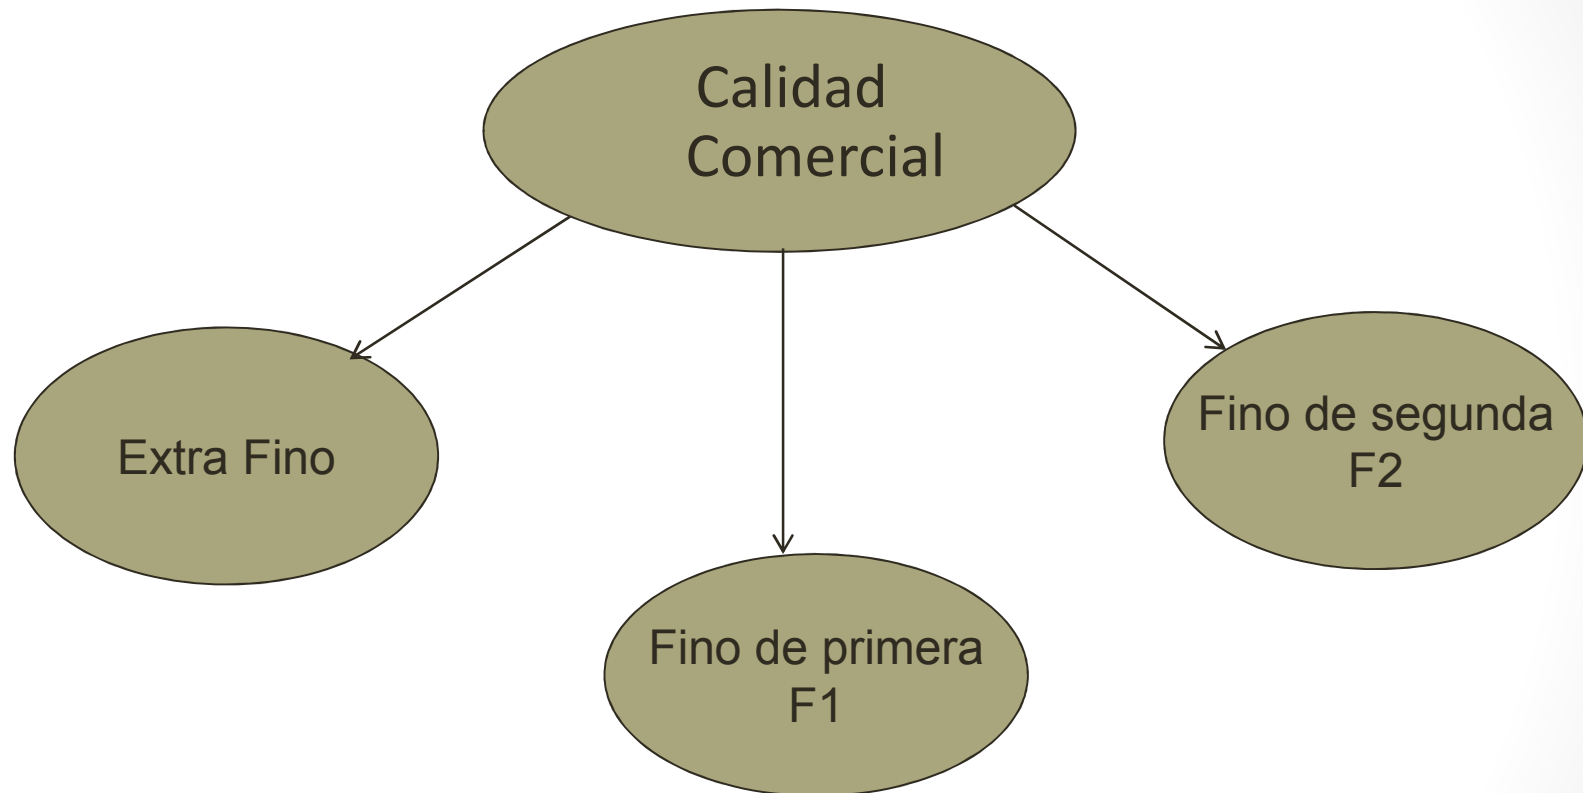 Calidad
Comercial
Extra Fino
Fino de segunda
F2
Fino de primera
F1